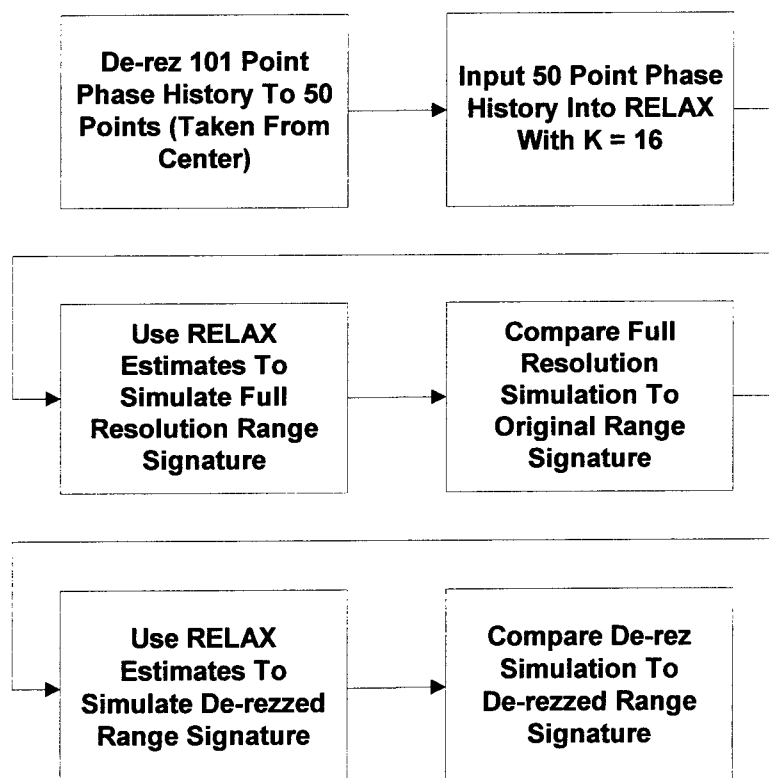 De-rez 101 Point
Phase History To 50
Points (Taken From
Center)
Input 50 Point Phase
History Into RELAX
With K = 16
Use RELAX
Estimates To
Simulate Full
Resolution Range
Signature
Compare Full
Resolution
Simulation To
Original Range
Signature
Use RELAX
Estimates To
Simulate De-rezzed
Range Signature
Compare De-rez
Simulation To
De-rezzed Range
Signature